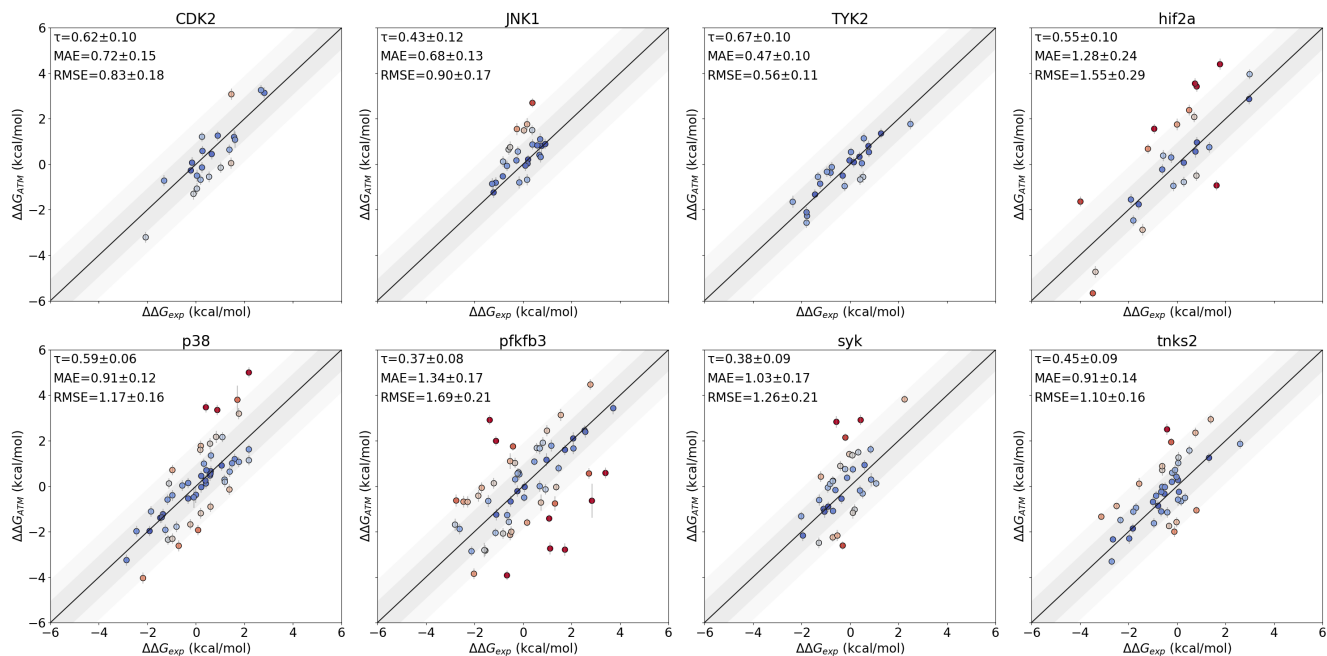 CDK2
τ=0.62±0.10
MAE=0.72±0.15
RMSE=0.83±0.18
6
4
2
0
−2
−4
−6
ΔΔG_ATM (kcal/mol)
ΔΔG_exp (kcal/mol)
JNK1
τ=0.43±0.12
MAE=0.68±0.13
RMSE=0.90±0.17
ΔΔG_ATM (kcal/mol)
ΔΔG_exp (kcal/mol)
TYK2
τ=0.67±0.10
MAE=0.47±0.10
RMSE=0.56±0.11
ΔΔG_ATM (kcal/mol)
ΔΔG_exp (kcal/mol)
hif2a
τ=0.55±0.10
MAE=1.28±0.24
RMSE=1.55±0.29
ΔΔG_ATM (kcal/mol)
ΔΔG_exp (kcal/mol)
p38
τ=0.59±0.06
MAE=0.91±0.12
RMSE=1.17±0.16
6
4
2
0
−2
−4
−6
ΔΔG_ATM (kcal/mol)
−6 −4 −2 0 2 4 6
ΔΔG_exp (kcal/mol)
pfkfb3
τ=0.37±0.08
MAE=1.34±0.17
RMSE=1.69±0.21
ΔΔG_ATM (kcal/mol)
−6 −4 −2 0 2 4 6
ΔΔG_exp (kcal/mol)
syk
τ=0.38±0.09
MAE=1.03±0.17
RMSE=1.26±0.21
ΔΔG_ATM (kcal/mol)
−6 −4 −2 0 2 4 6
ΔΔG_exp (kcal/mol)
tnks2
τ=0.45±0.09
MAE=0.91±0.14
RMSE=1.10±0.16
ΔΔG_ATM (kcal/mol)
−6 −4 −2 0 2 4 6
ΔΔG_exp (kcal/mol)